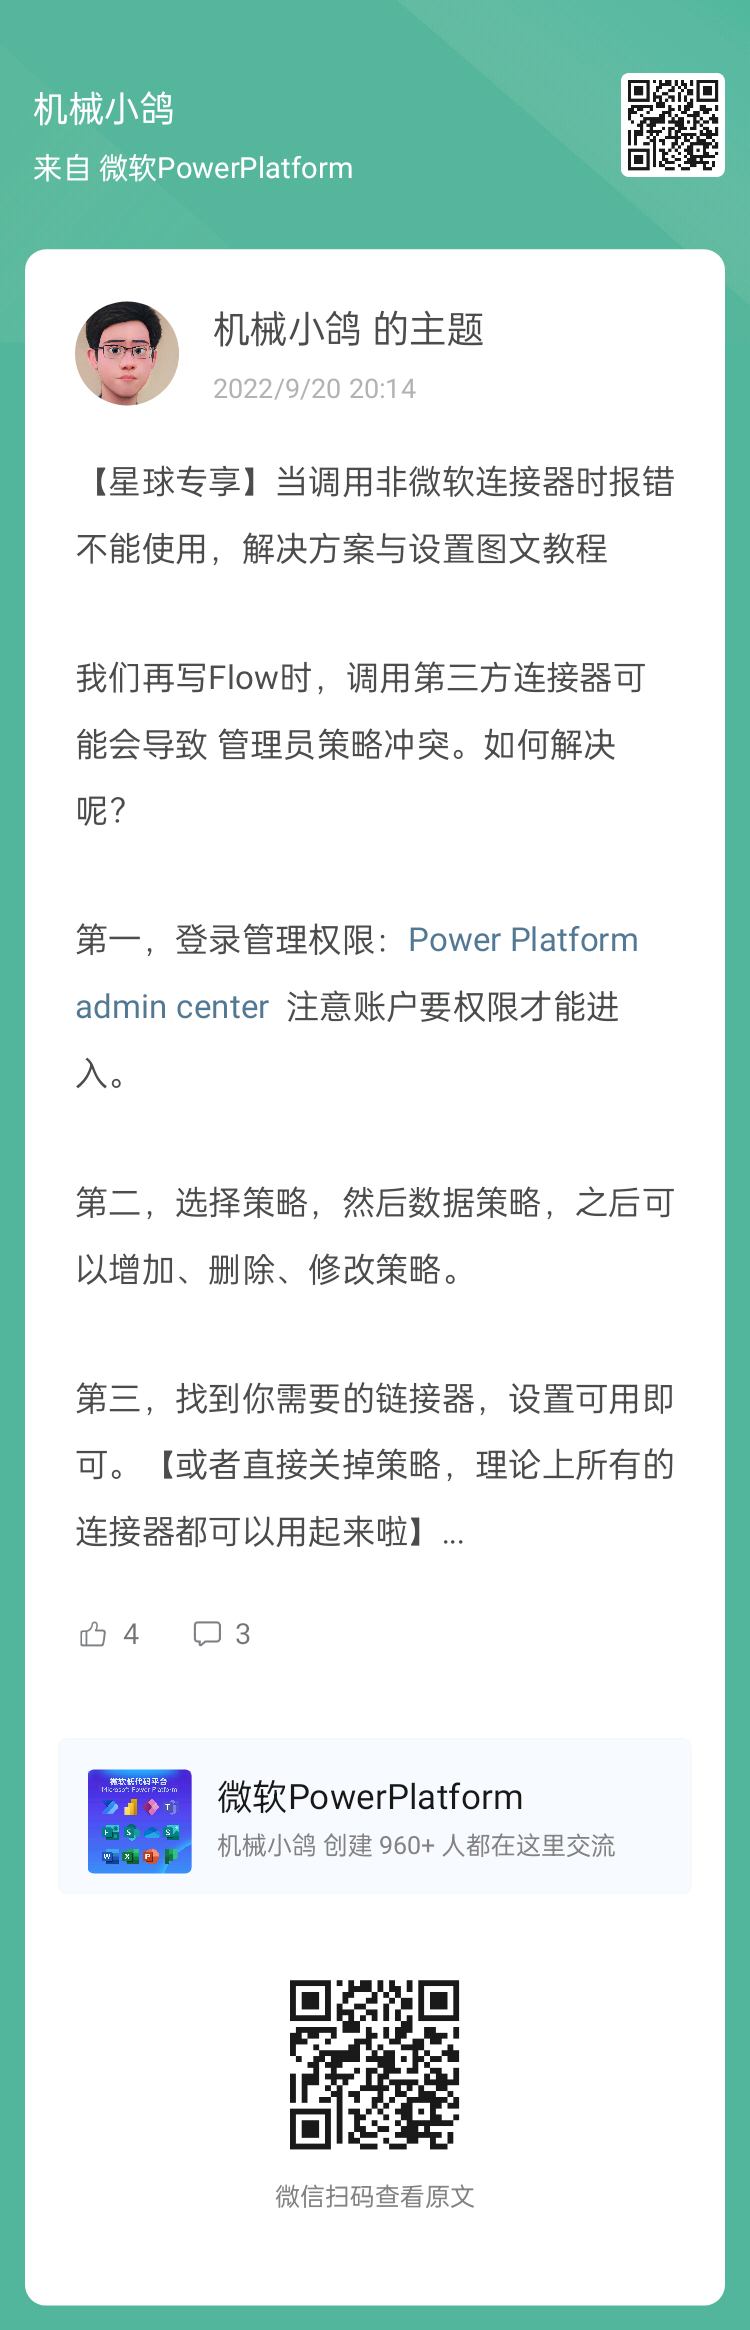 机械小鸽
来自 微软PowerPlatform
机械小鸽 的主题
2022/9/20 20:14
【星球专享】当调用非微软连接器时报错
不能使用，解决方案与设置图文教程
我们再写Flow时，调用第三方连接器可
能会导致 管理员策略冲突。如何解决
呢？
第一，登录管理权限：Power Platform
admin center 注意账户要权限才能进
入。
第二，选择策略，然后数据策略，之后可
以增加、删除、修改策略。
第三，找到你需要的链接器，设置可用即
可。【或者直接关掉策略，理论上所有的
连接器都可以用起来啦】...
4 3
微软低代码平台
Microsoft Power Platform
微软PowerPlatform
机械小鸽 创建 960+ 人都在这里交流
微信扫码查看原文